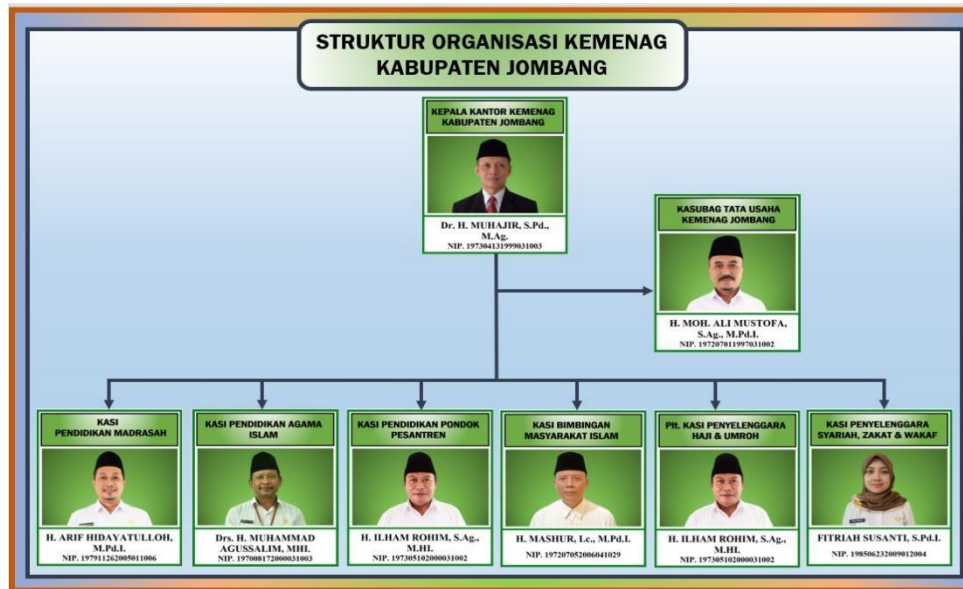 STRUKTUR ORGANISASI KEMENAG
KABUPATEN JOMBANG
KEPALA KANTOR KEMENAG
KABUPATEN JOMBANG
Dr. H. MUHAJIR, S.Pd.,
M.Ag.
NIP. 197304131999031003
KASUBAG TATA USAHA
KEMENAG JOMBANG
H. MOH. ALI MUSTOFA,
S.Ag., M.Pd.I.
NIP. 197207011997031002
KASI
PENDIDIKAN MADRASAH
H. ARIF HIDAYATULLOH,
M.Pd.I.
NIP. 197911262005011006
KASI PENDIDIKAN AGAMA
ISLAM
Drs. H. MUHAMMAD
AGUSSALIM, MHI.
NIP. 197008172000031003
KASI PENDIDIKAN PONDOK
PESANTREN
H. ILHAM ROHIM, S.Ag.,
M.HI.
NIP. 197305102000031002
KASI BIMBINGAN
MASYARAKAT ISLAM
H. MASHUR, Lc., M.Pd.I.
NIP. 197207052006041029
Plt. KASI PENYELENGGARA
HAJI & UMROH
H. ILHAM ROHIM, S.Ag.,
M.HI.
NIP. 197305102000031002
KASI PENYELENGGARA
SYARIAH, ZAKAT & WAKAF
FITRIAH SUSANTI, S.Pd.I.
NIP. 198506232009012004